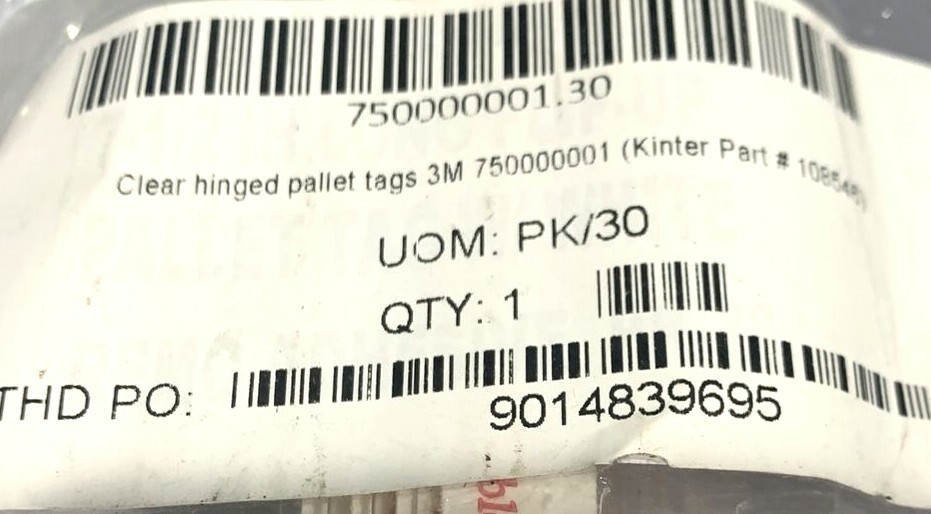 750000001.30
Clear hinged pallet tags 3M 750000001 (Kinter Part #
UOM: PK/30
QTY: 1
THD PO:
9014839695